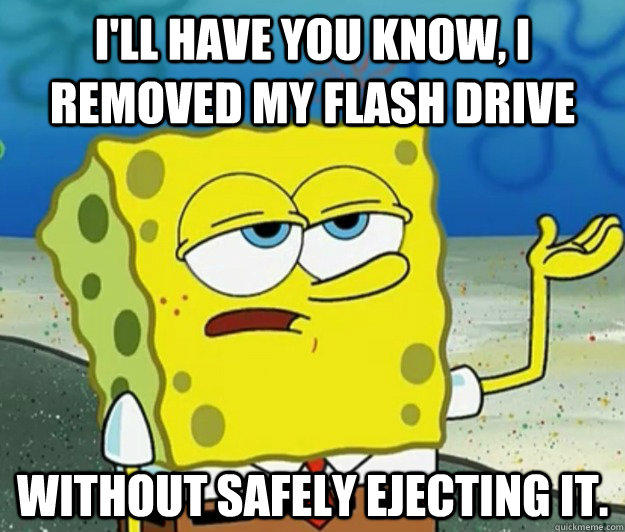 I'LL HAVE YOU KNOW, I
REMOVED MY FLASH DRIVE
WITHOUT SAFELY EJECTING IT.
quickmeme.com